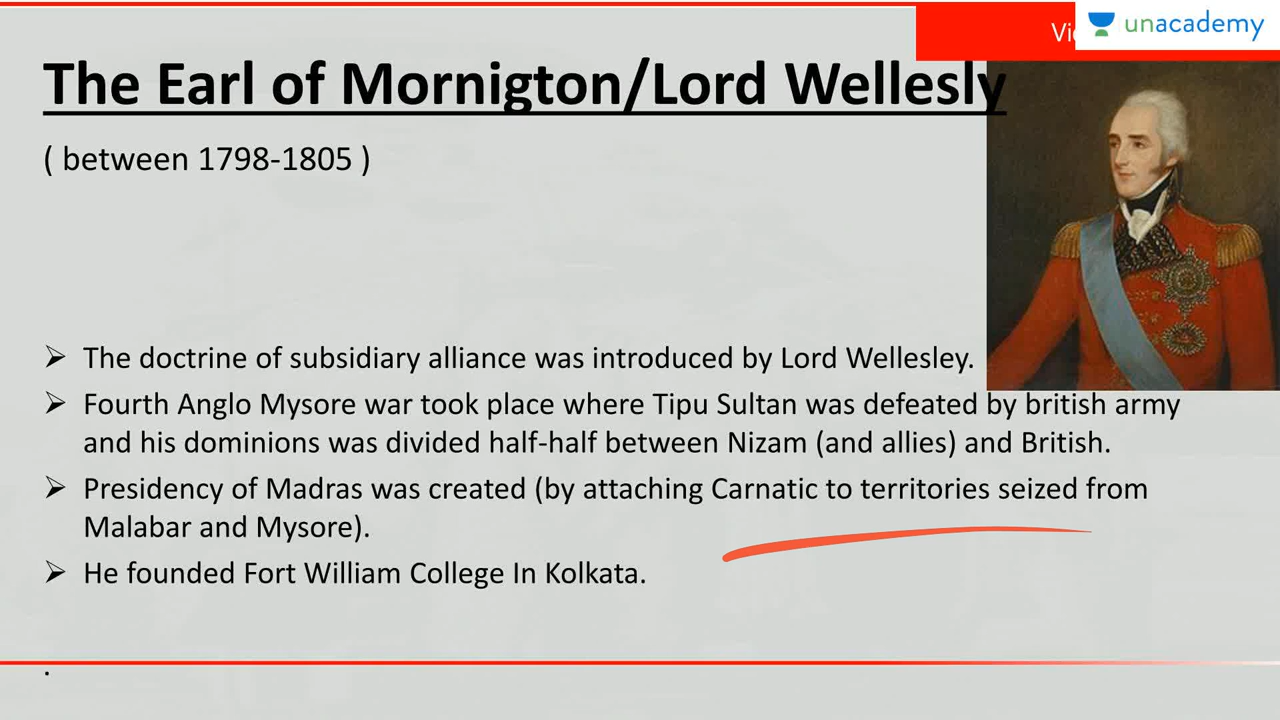 Vi
unacademy
The Earl of Mornigton/Lord Wellesly
( between 1798-1805 )
➢ The doctrine of subsidiary alliance was introduced by Lord Wellesley.
➢ Fourth Anglo Mysore war took place where Tipu Sultan was defeated by british army
and his dominions was divided half-half between Nizam (and allies) and British.
➢ Presidency of Madras was created (by attaching Carnatic to territories seized from
Malabar and Mysore).
➢ He founded Fort William College In Kolkata.
.